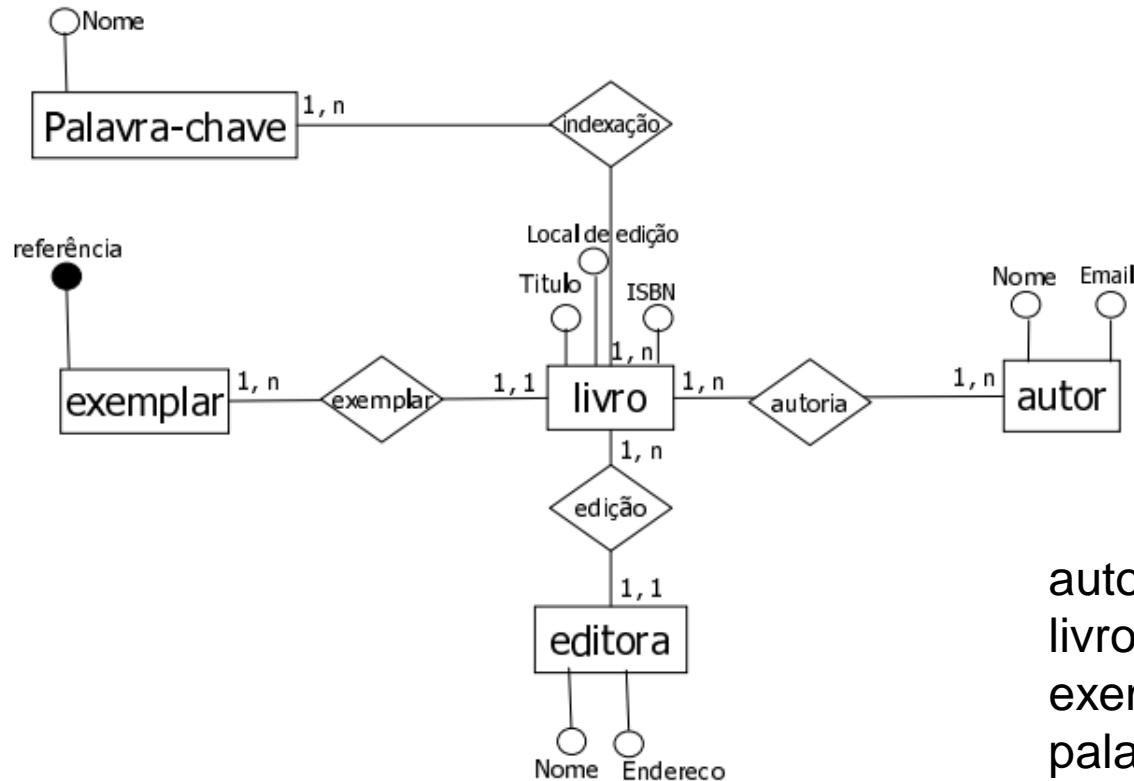 Nome
Palavra-chave
1, n
indexação
referência
Local de edição
Titulo
ISBN
Nome
Email
1, n
exemplar
1, n
exemplar
1, 1
livro
1, n
autoria
1, n
autor
1, n
edição
1, 1
editora
Nome
Endereco
livro